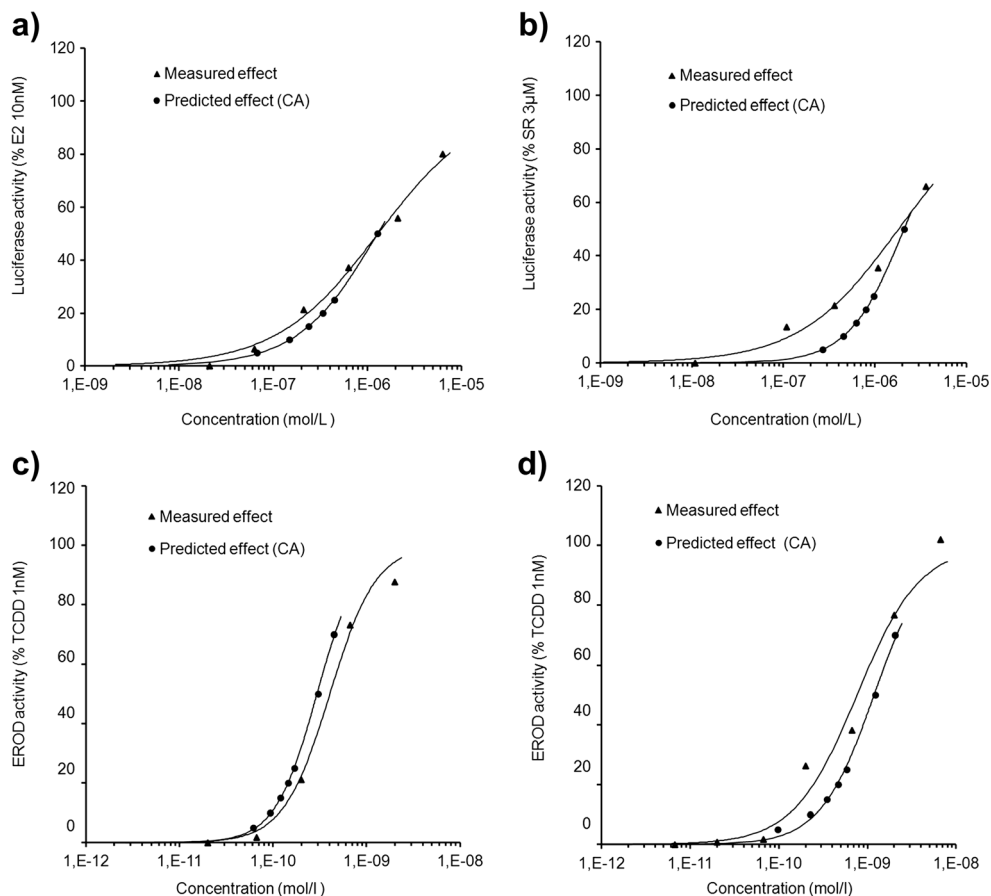 a)
Luciferase activity (% E2 10nM)
120
100
80
60
40
20
0
Measured effect
Predicted effect (CA)
1,E-09 1,E-08 1,E-07 1,E-06 1,E-05
Concentration (mol/L)
b)
Luciferase activity (% SR 3µM)
120
100
80
60
40
20
0
Measured effect
Predicted effect (CA)
1,E-09 1,E-08 1,E-07 1,E-06 1,E-05
Concentration (mol/L)
c)
EROD activity (% TCDD 1nM)
120
100
80
60
40
20
0
Measured effect
Predicted effect (CA)
1,E-12 1,E-11 1,E-10 1,E-09 1,E-08
Concentration (mol/l)
d)
EROD activity (% TCDD 1nM)
120
100
80
60
40
20
0
Measured effect
Predicted effect (CA)
1,E-12 1,E-11 1,E-10 1,E-09 1,E-08
Concentration (mol/l)